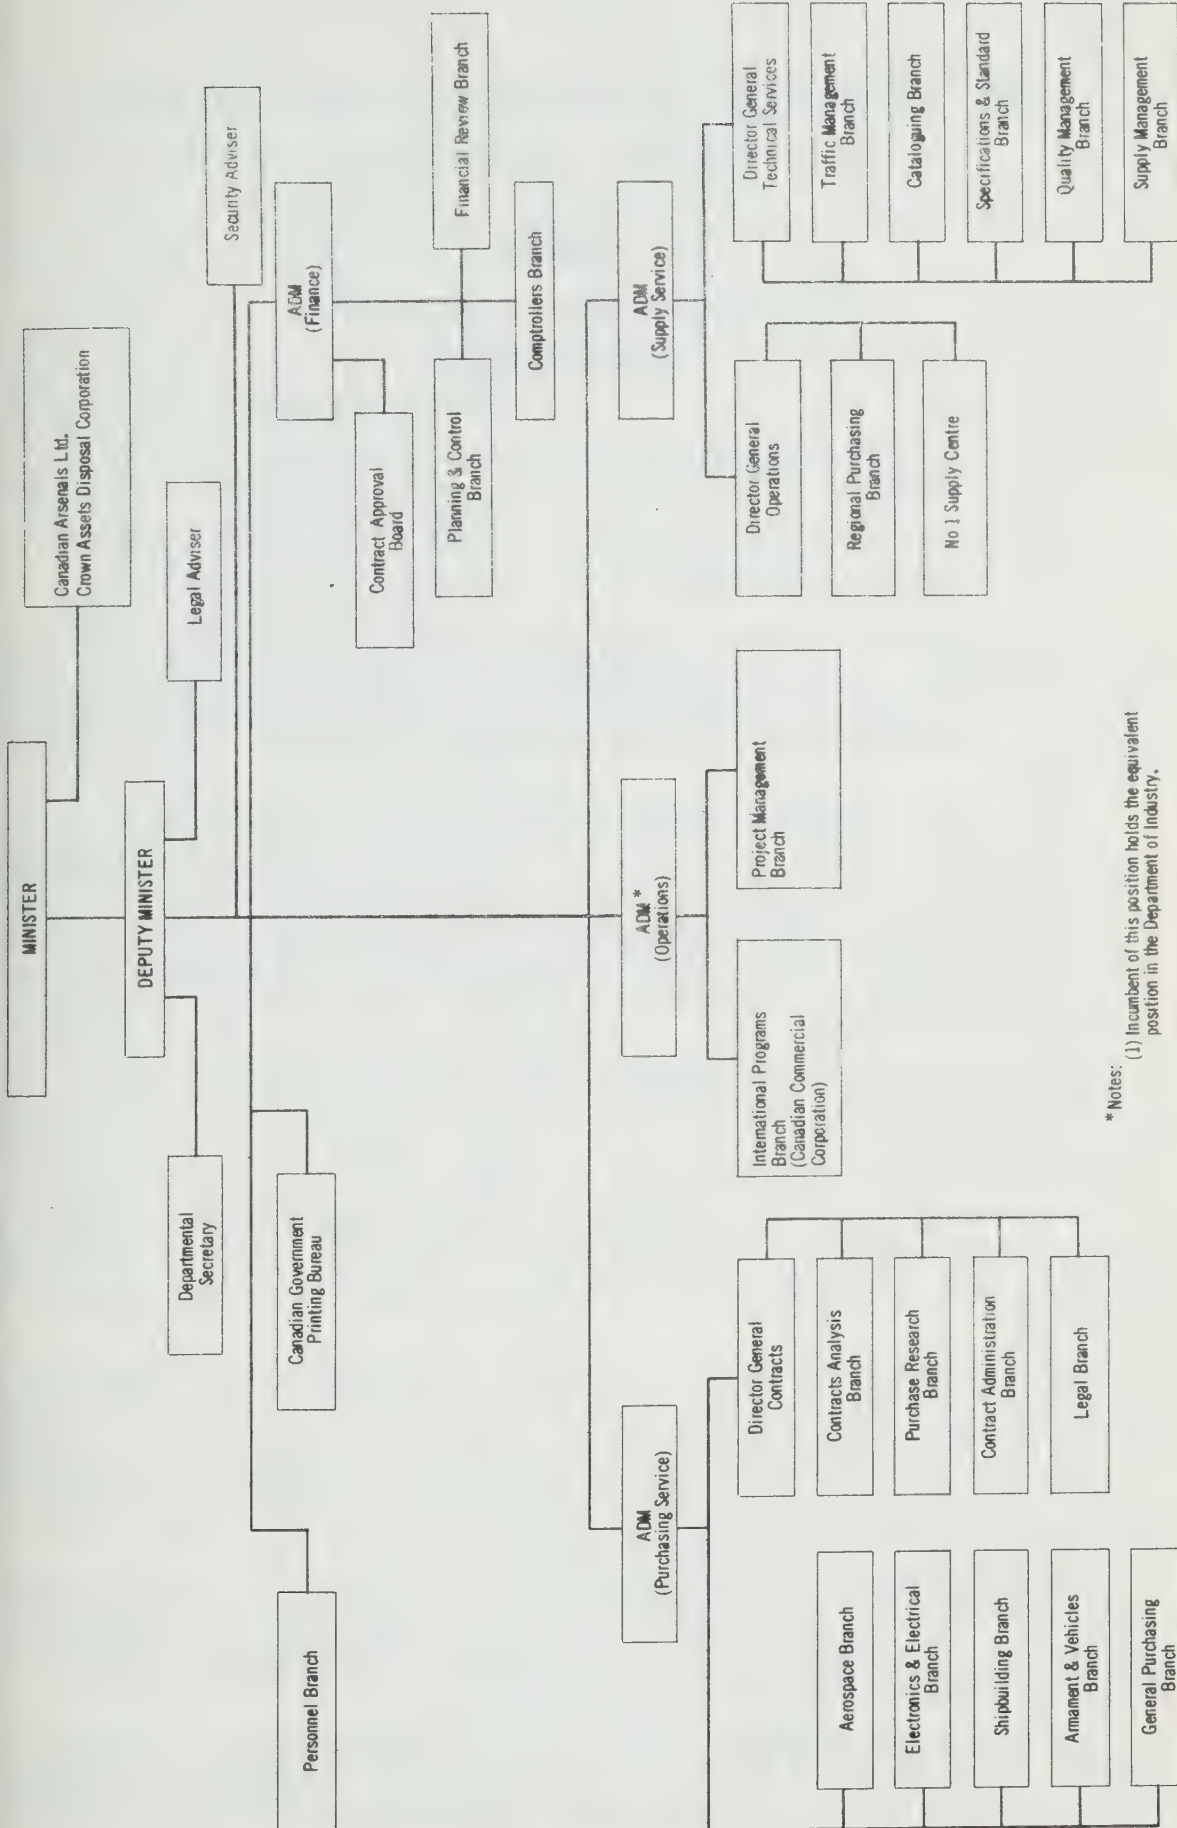 MINISTER
Canadian Arsenals Ltd.
Crown Assets Disposal Corporation
DEPUTY MINISTER
Legal Adviser
Departmental
Secretary
Security Adviser
Personnel Branch
Canadian Government
Printing Bureau
ADM
(Finance)
Contract Approval
Board
Planning & Control
Branch
Financial Review Branch
Comptrollers Branch
ADM
(Purchasing Service)
ADM *
(Operations)
ADM
(Supply Service)
Aerospace Branch
Electronics & Electrical
Branch
Shipbuilding Branch
Armament & Vehicles
Branch
General Purchasing
Branch
Director General
Contracts
Contracts Analysis
Branch
Purchase Research
Branch
Contract Administration
Branch
Legal Branch
International Programs
Branch
(Canadian Commercial
Corporation)
Project Management
Branch
Director General
Operations
Regional Purchasing
Branch
No 1 Supply Centre
Director General
Technical Services
Traffic Management
Branch
Cataloguing Branch
Specifications & Standard
Branch
Quality Management
Branch
Supply Management
Branch
* Notes:
(1) Incumbent of this position holds the equivalent
position in the Department of Industry.